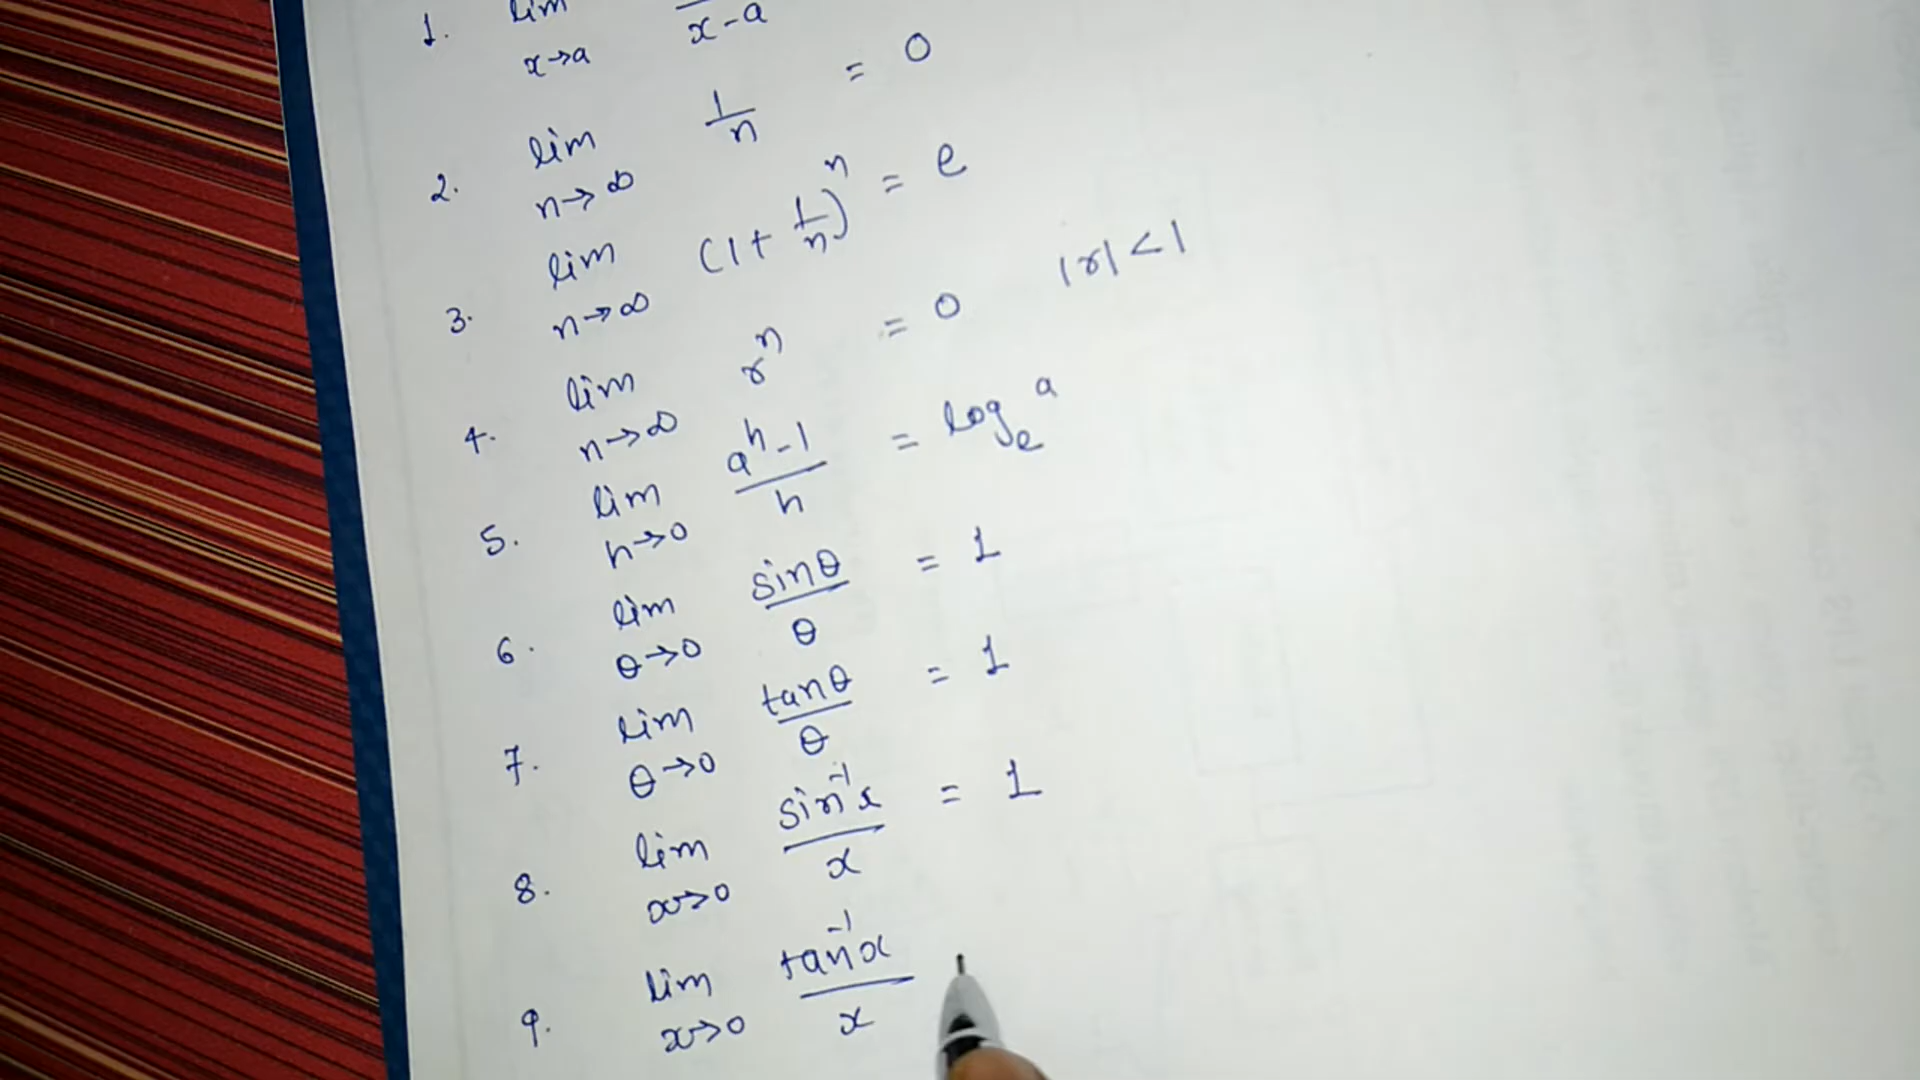 1. lim x→a x-a
2. lim n→∞ 1/n = 0
3. lim n→∞ (1+1/n)^n = e
4. lim n→∞ r^n = 0 |r|<1
5. lim h→0 a^h-1/h = log_e a
6. lim θ→0 sinθ/θ = 1
7. lim θ→0 tanθ/θ = 1
8. lim x→0 sin⁻¹x/x = 1
9. lim x→0 tan⁻¹x/x